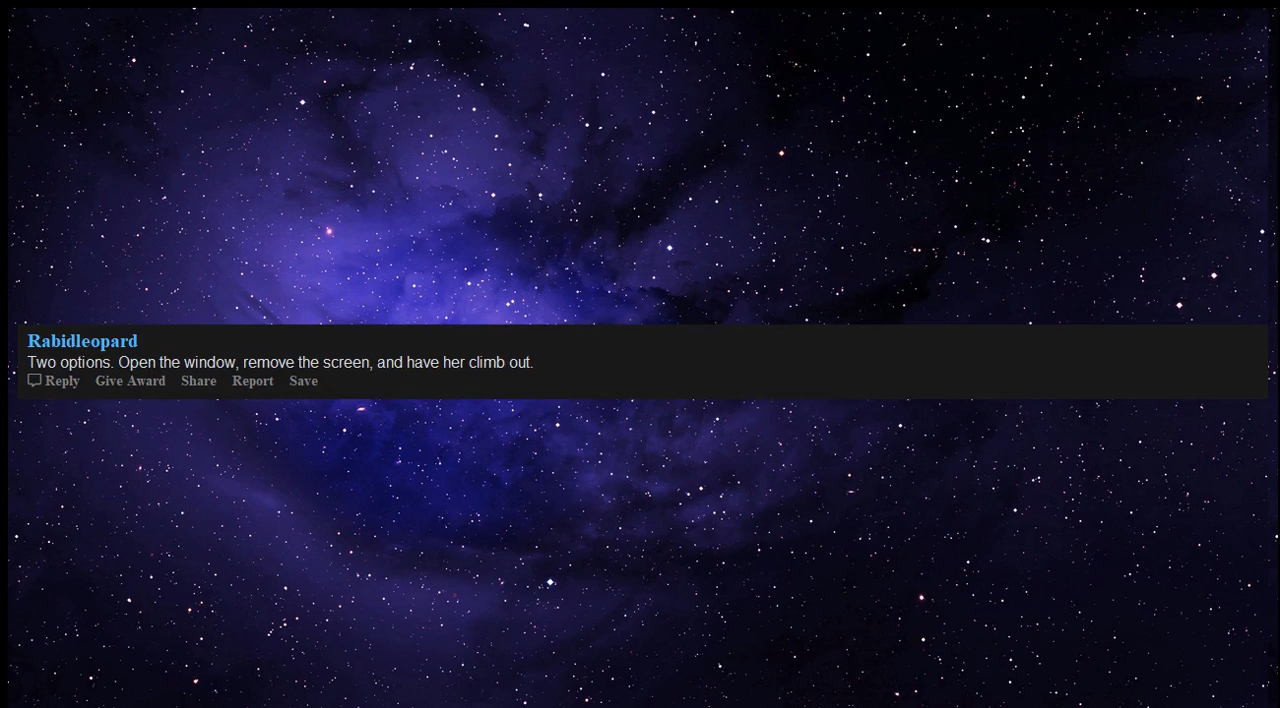 Rabidleopard
Two options. Open the window, remove the screen, and have her climb out.
Reply Give Award Share Report Save